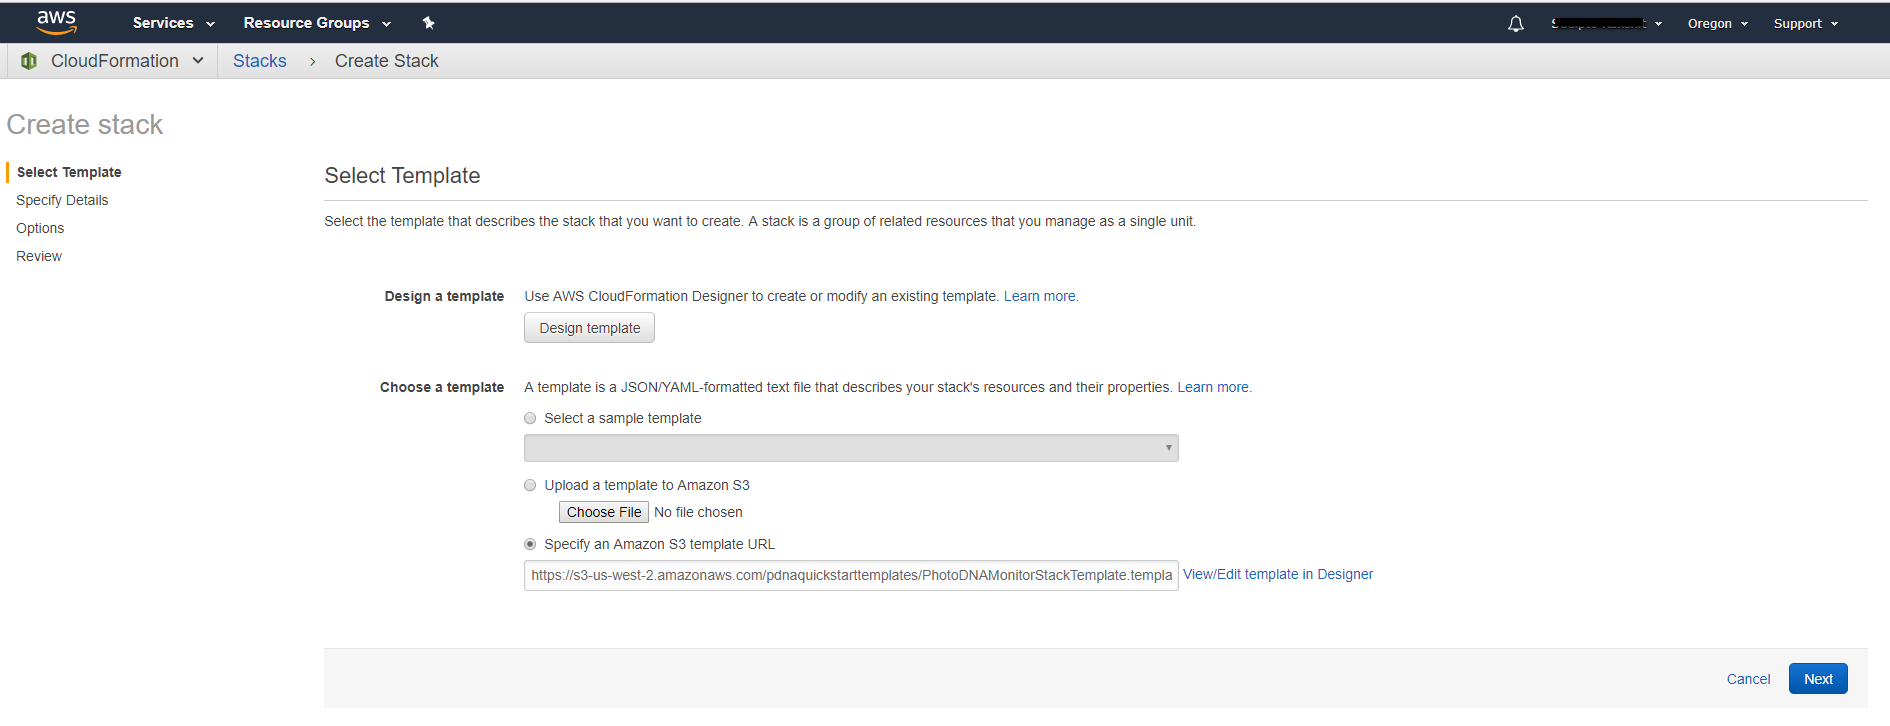 aws Services Resource Groups Oregon Support
CloudFormation Stacks > Create Stack
Create stack
Select Template
Specify Details
Options
Review
Select Template
Select the template that describes the stack that you want to create. A stack is a group of related resources that you manage as a single unit.
Design a template Use AWS CloudFormation Designer to create or modify an existing template. Learn more.
Design template
Choose a template A template is a JSON/YAML-formatted text file that describes your stack's resources and their properties. Learn more.
Select a sample template
Upload a template to Amazon S3
Choose File No file chosen
Specify an Amazon S3 template URL
https://s3-us-west-2.amazonaws.com/pdnaquickstarttemplates/PhotoDNAMonitorStackTemplate.templa View/Edit template in Designer
Cancel Next